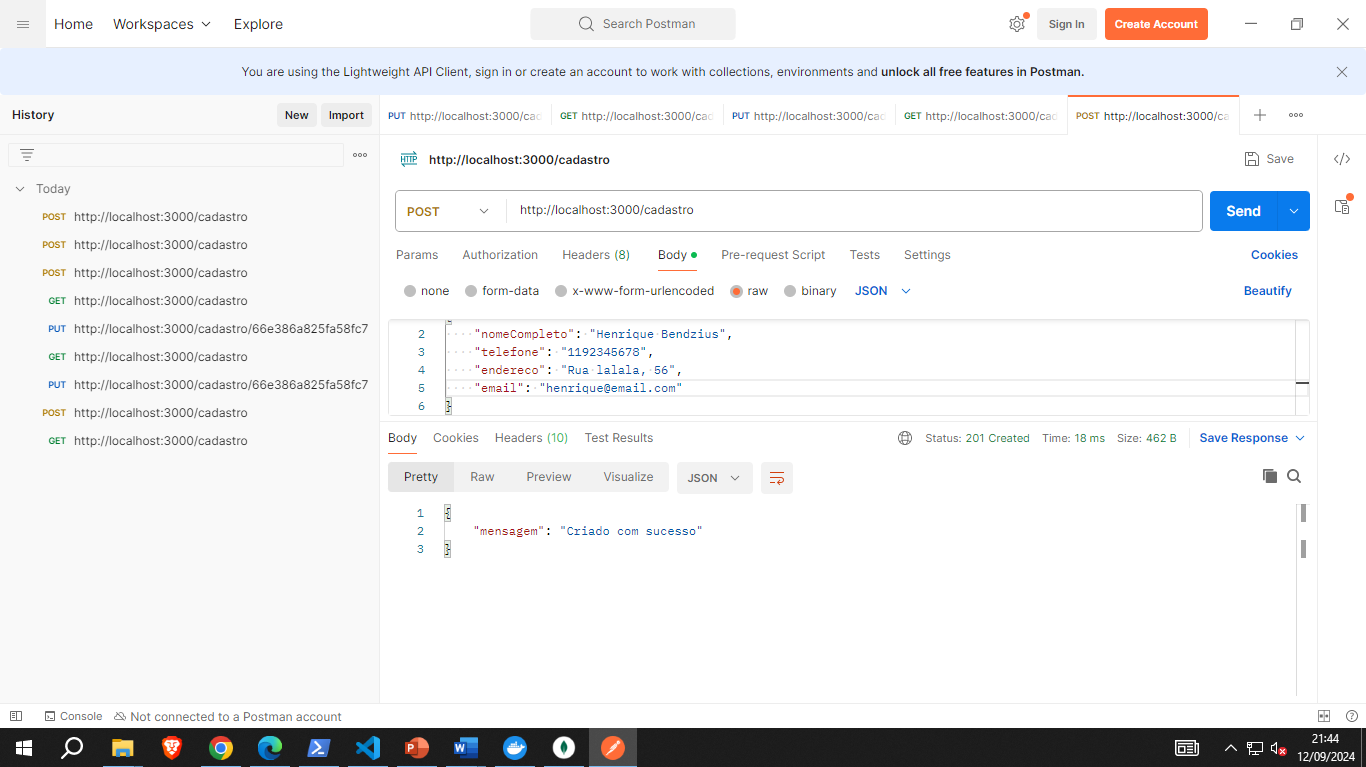 Home Workspaces Explore Search Postman Sign In Create Account
You are using the Lightweight API Client, sign in or create an account to work with collections, environments and unlock all free features in Postman.
History New Import
PUT http://localhost:3000/cad GET http://localhost:3000/cad PUT http://localhost:3000/cad GET http://localhost:3000/cad POST http://localhost:3000/ca
HTTP http://localhost:3000/cadastro Save
Today
POST http://localhost:3000/cadastro
POST http://localhost:3000/cadastro
POST http://localhost:3000/cadastro
GET http://localhost:3000/cadastro
PUT http://localhost:3000/cadastro/66e386a825fa58fc7
GET http://localhost:3000/cadastro
PUT http://localhost:3000/cadastro/66e386a825fa58fc7
POST http://localhost:3000/cadastro
GET http://localhost:3000/cadastro
POST http://localhost:3000/cadastro Send
Params Authorization Headers (8) Body Pre-request Script Tests Settings Cookies
none form-data x-www-form-urlencoded raw binary JSON Beautify
2 "nomeCompleto": "Henrique Bendzius",
3 "telefone": "1192345678",
4 "endereco": "Rua lalala, 56",
5 "email": "henrique@email.com"
6 }
Body Cookies Headers (10) Test Results Status: 201 Created Time: 18 ms Size: 462 B Save Response
Pretty Raw Preview Visualize JSON
1 {
2 "mensagem": "Criado com sucesso"
3 }
Console Not connected to a Postman account
21:44
12/09/2024